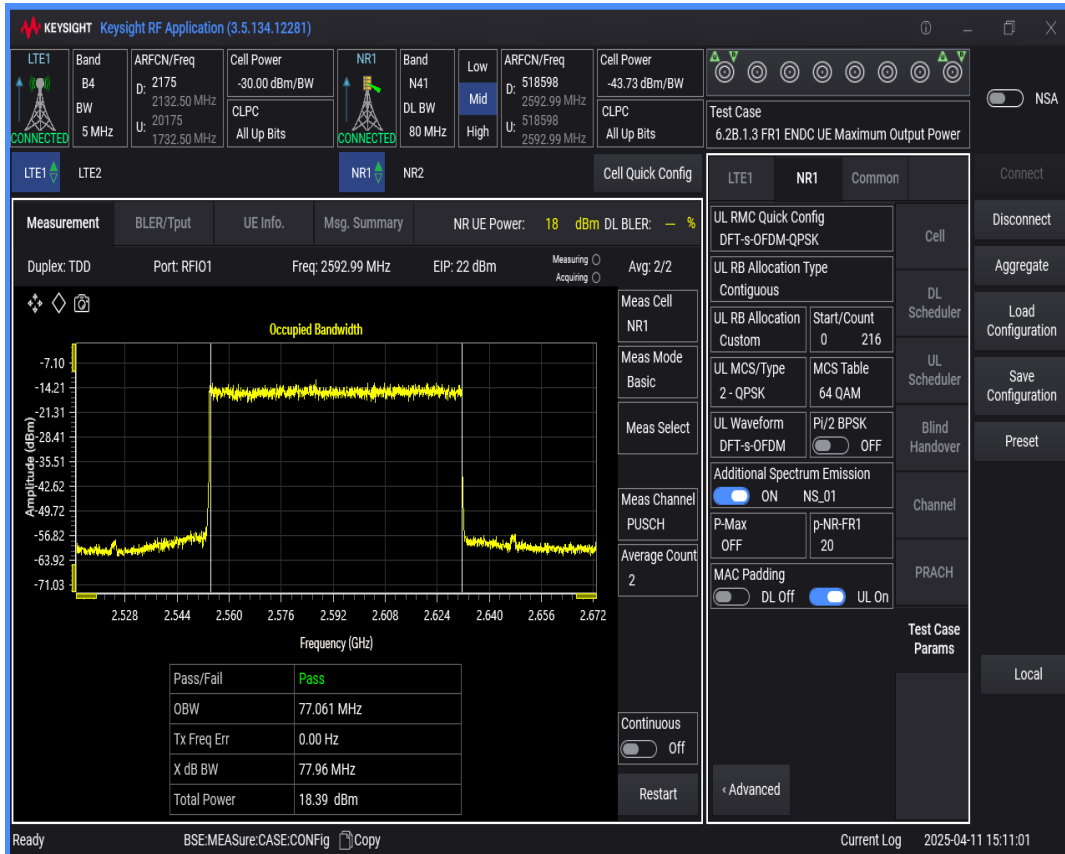 KEYSIGHT Keysight RF Application (3.5.134.12281)
LTE1 Band ARFCN/Freq Cell Power NR1 Band Low ARFCN/Freq Cell Power
B4 D: 2175 -30.00 dBm/BW N41 D: 518598 -43.73 dBm/BW
BW 2132.50 MHz CLPC DL BW Mid 2592.99 MHz CLPC Test Case NSA
CONNECTED 5 MHz U: 20175 All Up Bits CONNECTED 80 MHz High U: 518598 All Up Bits 6.2B.1.3 FR1 ENDC UE Maximum Output Power
1732.50 MHz 2592.99 MHz
LTE1 LTE2 NR1 NR2 Cell Quick Config LTE1 NR1 Common Connect
Measurement BLER/Tput UE Info. Msg. Summary NR UE Power: 18 dBm DL BLER: — %
Duplex: TDD Port: RFIO1 Freq: 2592.99 MHz EIP: 22 dBm Measuring Acquiring Avg: 2/2
Occupied Bandwidth
Amplitude (dBm)
-7.10
-14.21
-21.31
-28.41
-35.51
-42.62
-49.72
-56.82
-63.92
-71.03
2.528 2.544 2.560 2.576 2.592 2.608 2.624 2.640 2.656 2.672
Frequency (GHz)
Pass/Fail Pass
OBW 77.061 MHz
Tx Freq Err 0.00 Hz
X dB BW 77.96 MHz
Total Power 18.39 dBm
Meas Cell
NR1
Meas Mode
Basic
Meas Select
Meas Channel
PUSCH
Average Count
2
Continuous
Off
Restart
UL RMC Quick Config
DFT-s-OFDM-QPSK
UL RB Allocation Type
Contiguous
UL RB Allocation Start/Count
Custom 0 216
UL MCS/Type MCS Table
2 - QPSK 64 QAM
UL Waveform Pi/2 BPSK
DFT-s-OFDM OFF
Additional Spectrum Emission
ON NS_01
P-Max p-NR-FR1
OFF 20
MAC Padding
DL Off UL On
‹ Advanced
Cell
DL
Scheduler
UL
Scheduler
Blind
Handover
Channel
PRACH
Test Case
Params
Disconnect
Aggregate
Load
Configuration
Save
Configuration
Preset
Local
Ready BSE:MEASure:CASE:CONFig Copy Current Log 2025-04-11 15:11:01